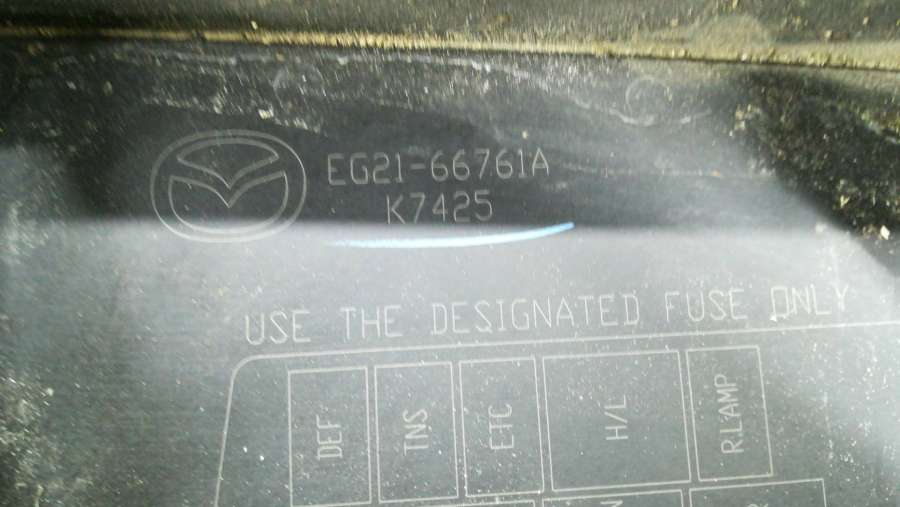 EG21-66761A
K7425
USE THE DESIGNATED FUSE ONLY
DEF
TNS
ETC
H/L
R.LAMP